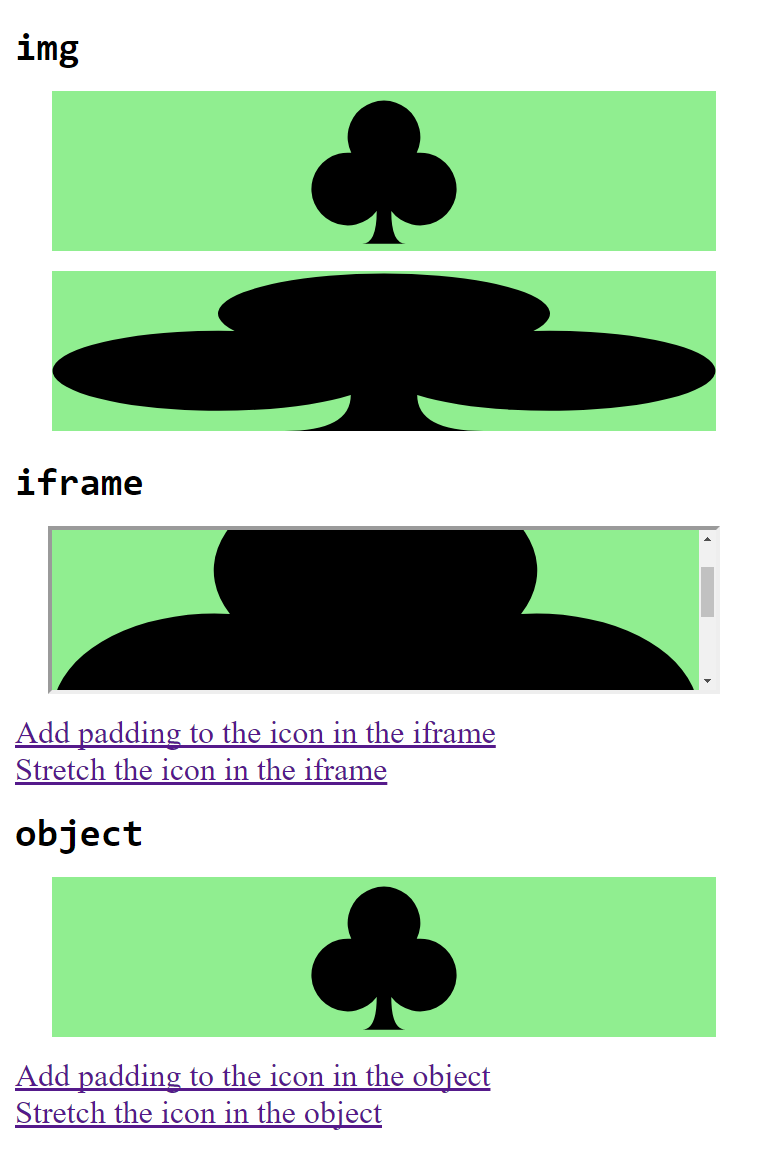 img
iframe
Add padding to the icon in the iframe
Stretch the icon in the iframe
object
Add padding to the icon in the object
Stretch the icon in the object